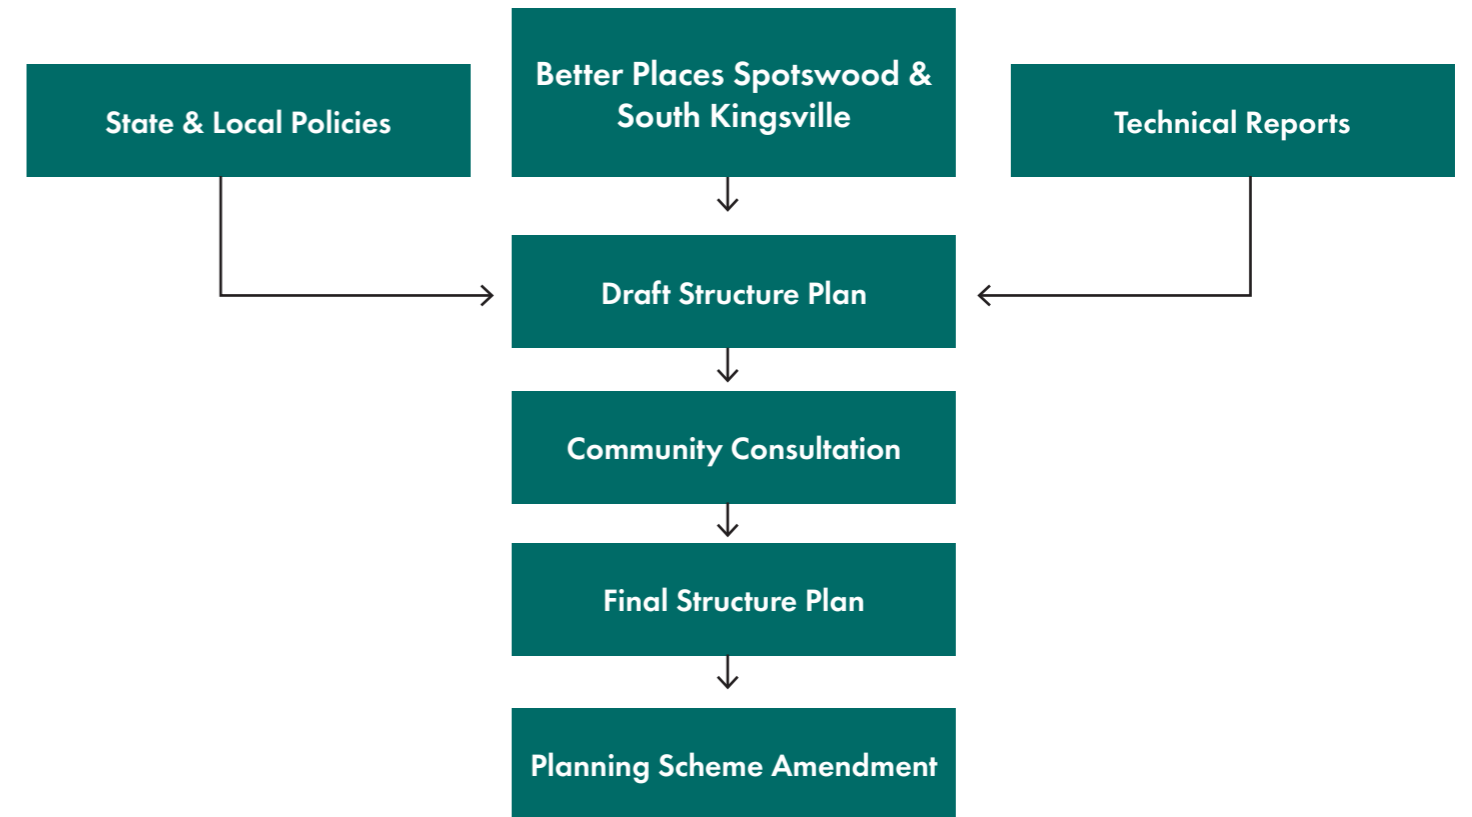 State & Local Policies
Better Places Spotswood &
South Kingsville
Technical Reports
Draft Structure Plan
Community Consultation
Final Structure Plan
Planning Scheme Amendment